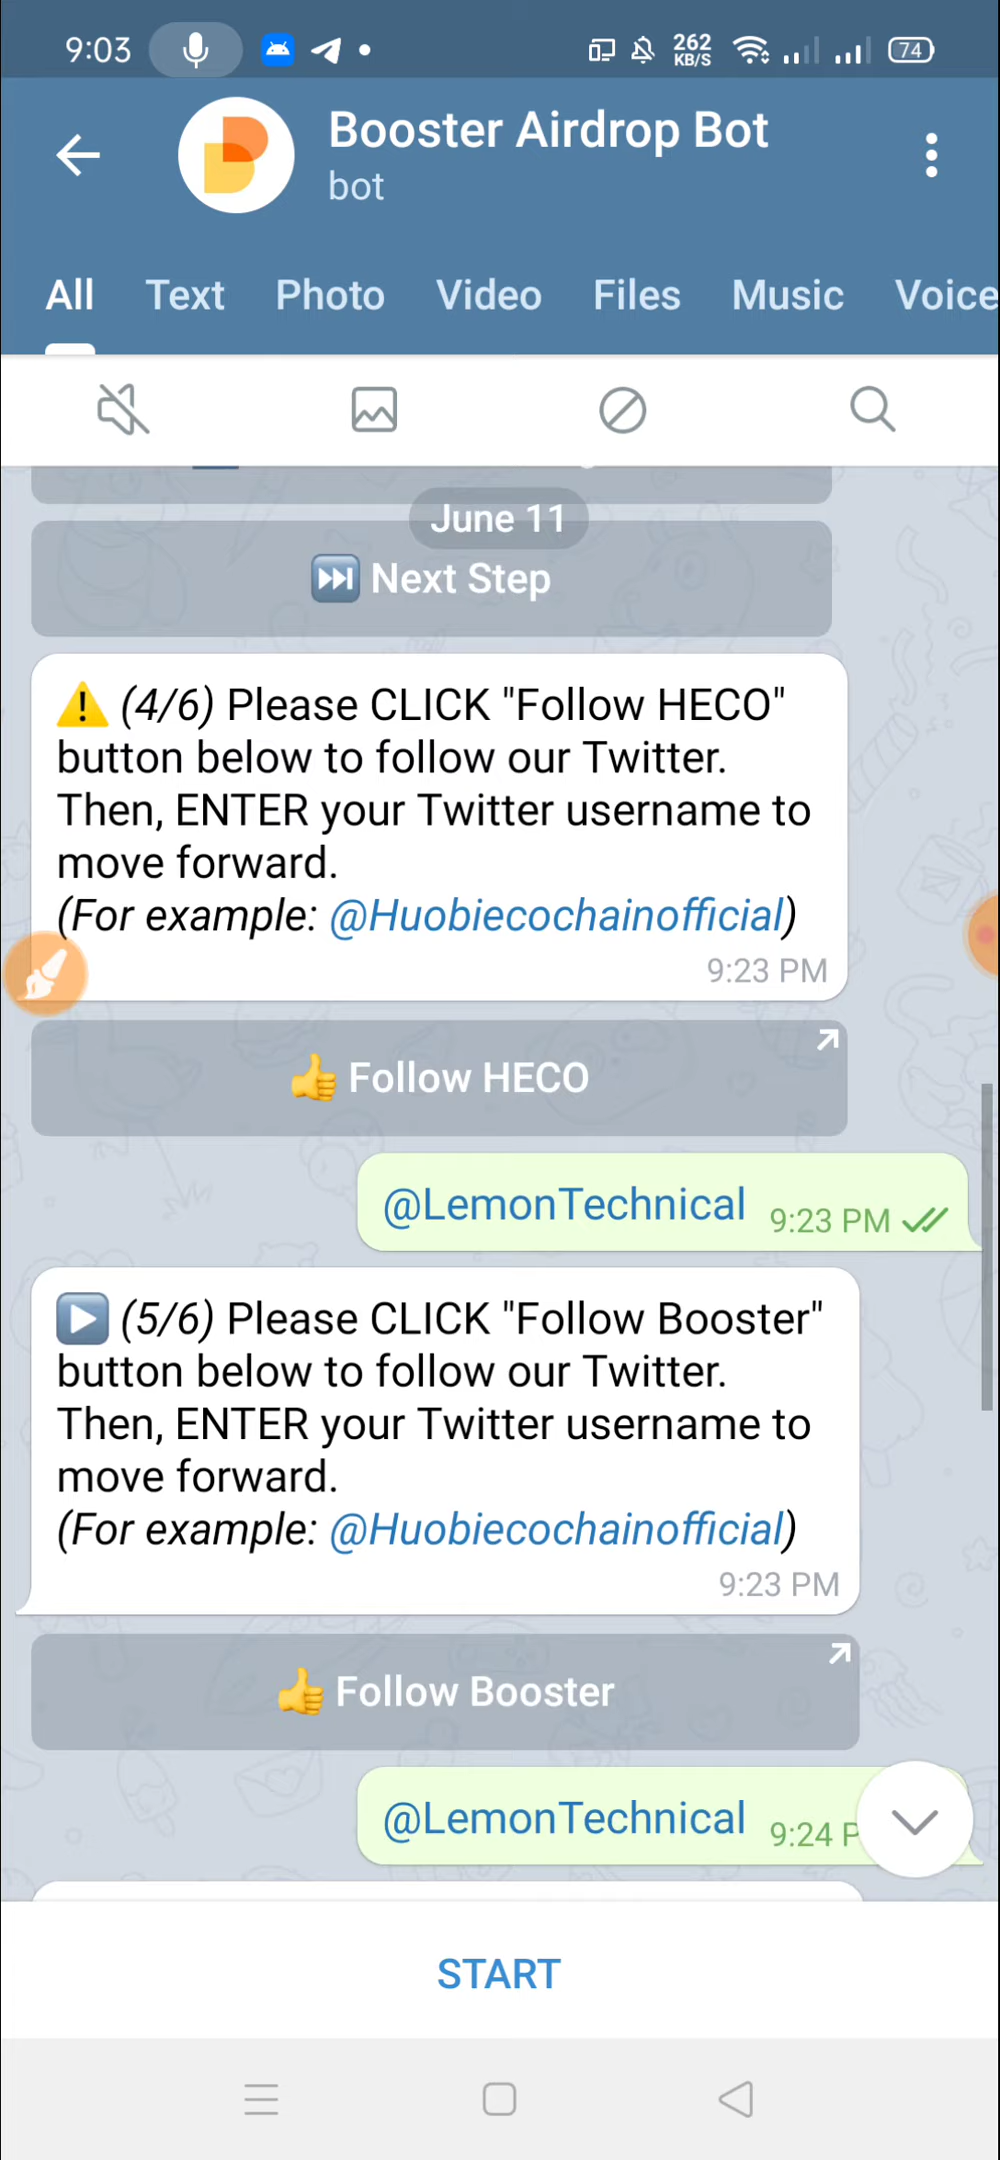 9:03
262
KB/S
74
Booster Airdrop Bot
bot
All Text Photo Video Files Music Voice
June 11
Next Step
(4/6) Please CLICK "Follow HECO"
button below to follow our Twitter.
Then, ENTER your Twitter username to
move forward.
(For example: @Huobiecochainofficial)
9:23 PM
Follow HECO
@LemonTechnical 9:23 PM
(5/6) Please CLICK "Follow Booster"
button below to follow our Twitter.
Then, ENTER your Twitter username to
move forward.
(For example: @Huobiecochainofficial)
9:23 PM
Follow Booster
@LemonTechnical 9:24 P
START